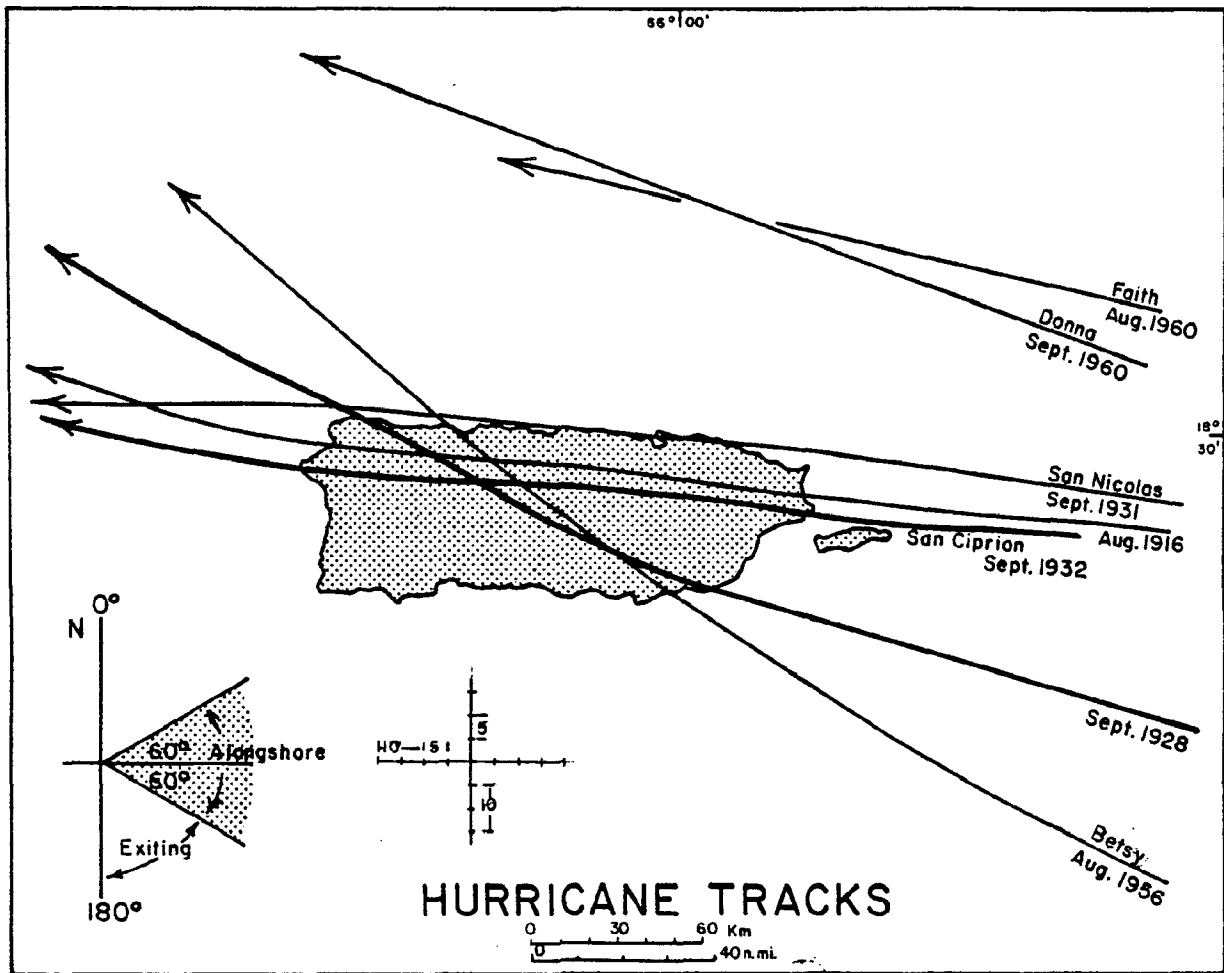 66° 00'
Faith
Aug. 1960
Donna
Sept. 1960
18°
30'
San Nicolas
Sept. 1931
Aug. 1916
San Ciprion
Sept. 1932
Sept. 1928
Betsy
Aug. 1956
0°
N
60° Alongshore
60°
Exiting
180°
5
10
HURRICANE TRACKS
0 30 60 Km
0 40 n.mi.